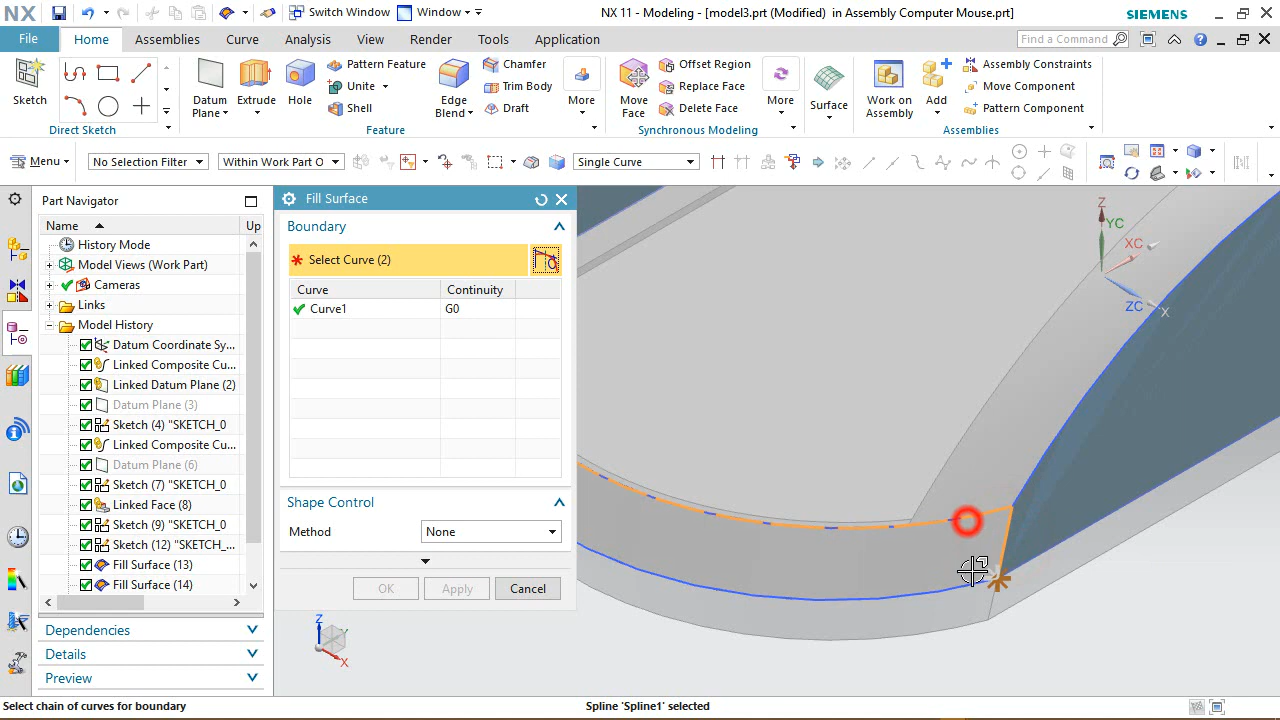 NX Switch Window Window NX 11 - Modeling - [model3.prt (Modified) in Assembly Computer Mouse.prt] SIEMENS
File Home Assemblies Curve Analysis View Render Tools Application Find a Command
Sketch Datum Plane Extrude Hole Pattern Feature Unite Shell Edge Blend Chamfer Trim Body Draft More Move Face Offset Region Replace Face Delete Face More Surface Work on Assembly Add Assembly Constraints Move Component Pattern Component
Direct Sketch Feature Synchronous Modeling Assemblies
Menu No Selection Filter Within Work Part O Single Curve
Part Navigator
Name Up
History Mode
Model Views (Work Part)
Cameras
Links
Model History
Datum Coordinate Sy...
Linked Composite Cu...
Linked Datum Plane (2)
Datum Plane (3)
Sketch (4) "SKETCH_0
Linked Composite Cu...
Datum Plane (6)
Sketch (7) "SKETCH_0
Linked Face (8)
Sketch (9) "SKETCH_0
Sketch (12) "SKETCH_...
Fill Surface (13)
Fill Surface (14)
Dependencies
Details
Preview
Fill Surface
Boundary
Select Curve (2)
Curve Continuity
Curve1 G0
Shape Control
Method None
OK Apply Cancel
Z
YC
XC
ZC X
Z
Y
X
Select chain of curves for boundary Spline 'Spline1' selected